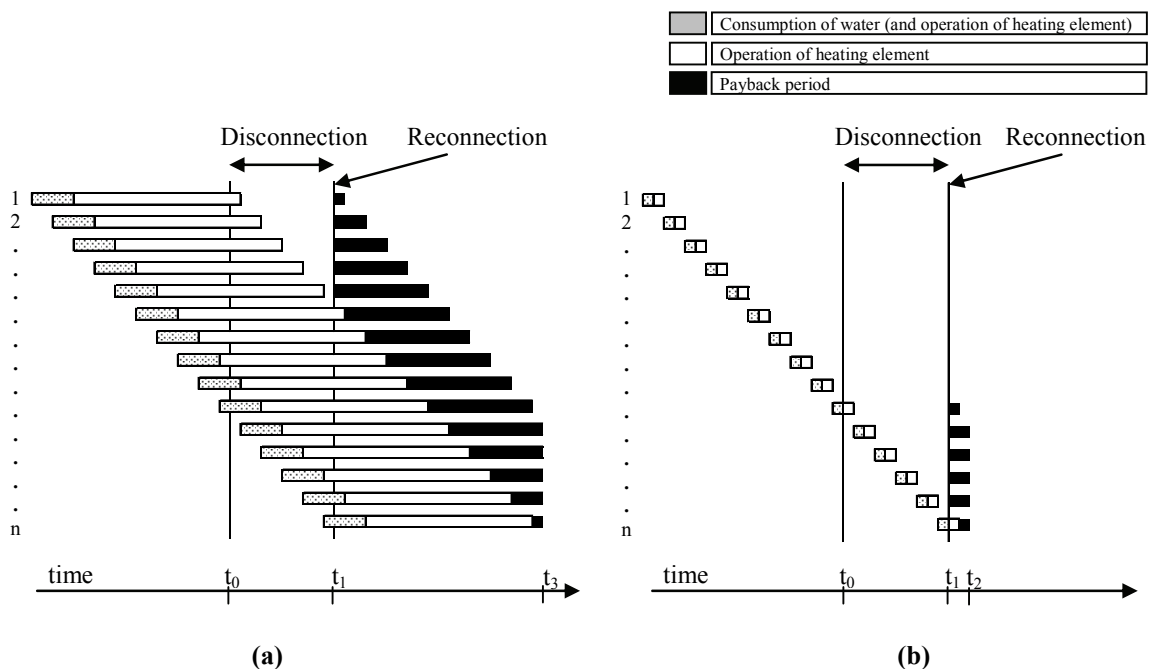 Consumption of water (and operation of heating element)
Operation of heating element
Payback period
Disconnection
Reconnection
1
2
.
.
.
.
.
.
.
.
.
.
.
.
n
time
t0
t1
t3
(a)
Disconnection
Reconnection
1
2
.
.
.
.
.
.
.
.
.
.
.
.
n
time
t0
t1
t2
(b)